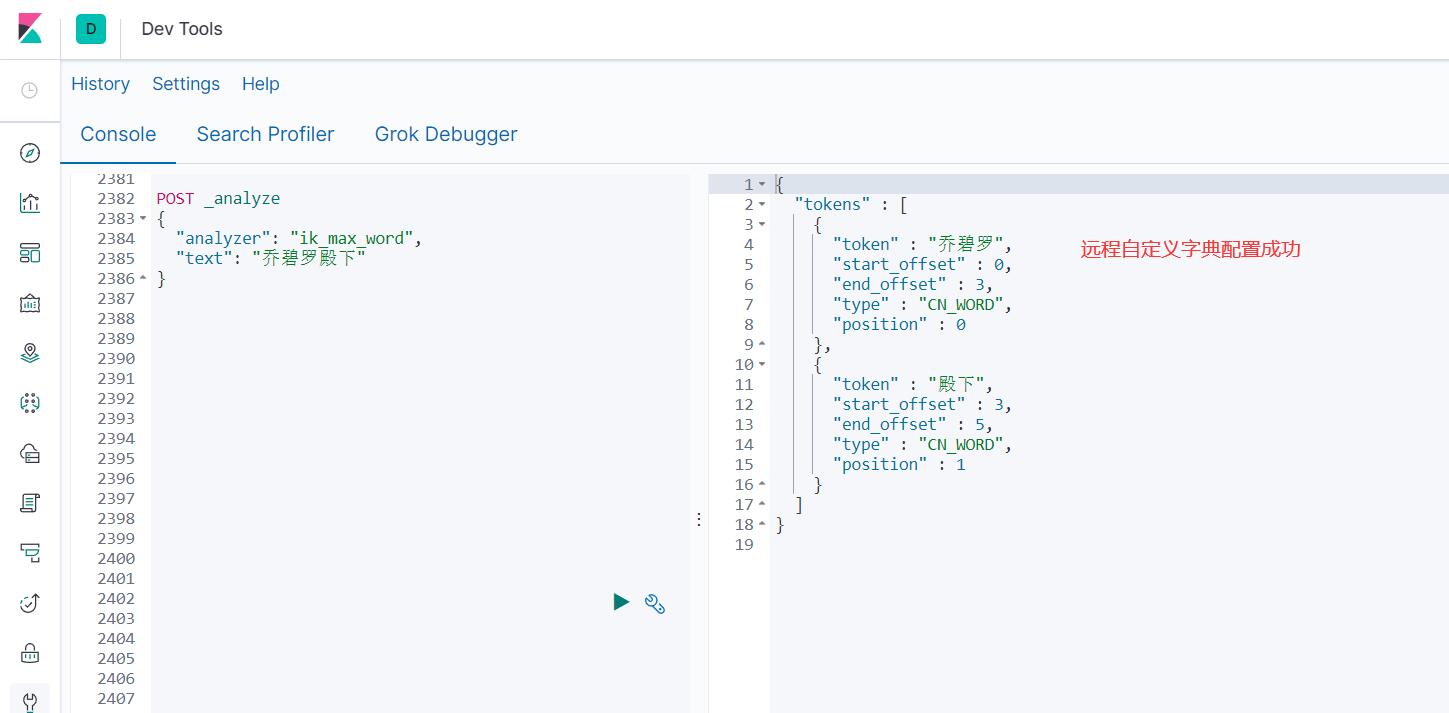 D Dev Tools
History Settings Help
Console Search Profiler Grok Debugger
2381
2382 POST _analyze
2383 {
2384 "analyzer": "ik_max_word",
2385 "text": "乔碧罗殿下"
2386 }
2387
2388
2389
2390
2391
2392
2393
2394
2395
2396
2397
2398
2399
2400
2401
2402
2403
2404
2405
2406
2407
1 {
2 "tokens" : [
3 {
4 "token" : "乔碧罗",
5 "start_offset" : 0,
6 "end_offset" : 3,
7 "type" : "CN_WORD",
8 "position" : 0
9 },
10 {
11 "token" : "殿下",
12 "start_offset" : 3,
13 "end_offset" : 5,
14 "type" : "CN_WORD",
15 "position" : 1
16 }
17 ]
18 }
19
远程自定义字典配置成功